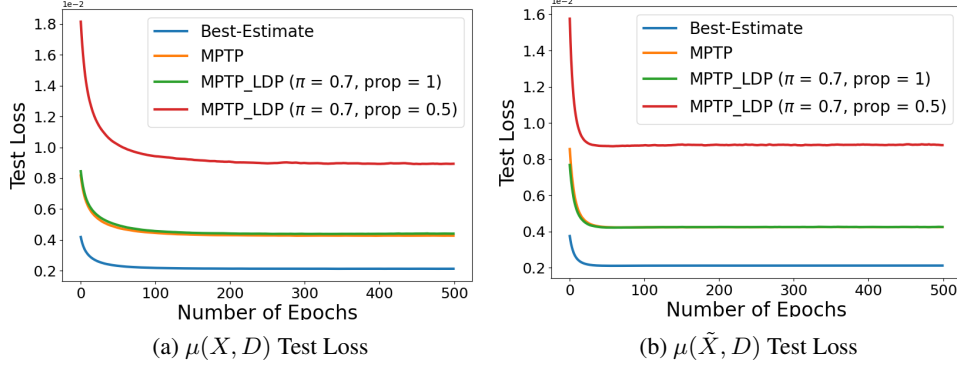 1e−2
1.8
1.6
1.4
1.2
1.0
0.8
0.6
0.4
0.2
Test Loss
Best-Estimate
MPTP
MPTP_LDP (π = 0.7, prop = 1)
MPTP_LDP (π = 0.7, prop = 0.5)
0 100 200 300 400 500
Number of Epochs
(a) μ(X, D) Test Loss
1e−2
1.6
1.4
1.2
1.0
0.8
0.6
0.4
0.2
Test Loss
Best-Estimate
MPTP
MPTP_LDP (π = 0.7, prop = 1)
MPTP_LDP (π = 0.7, prop = 0.5)
0 100 200 300 400 500
Number of Epochs
(b) μ(X̃, D) Test Loss